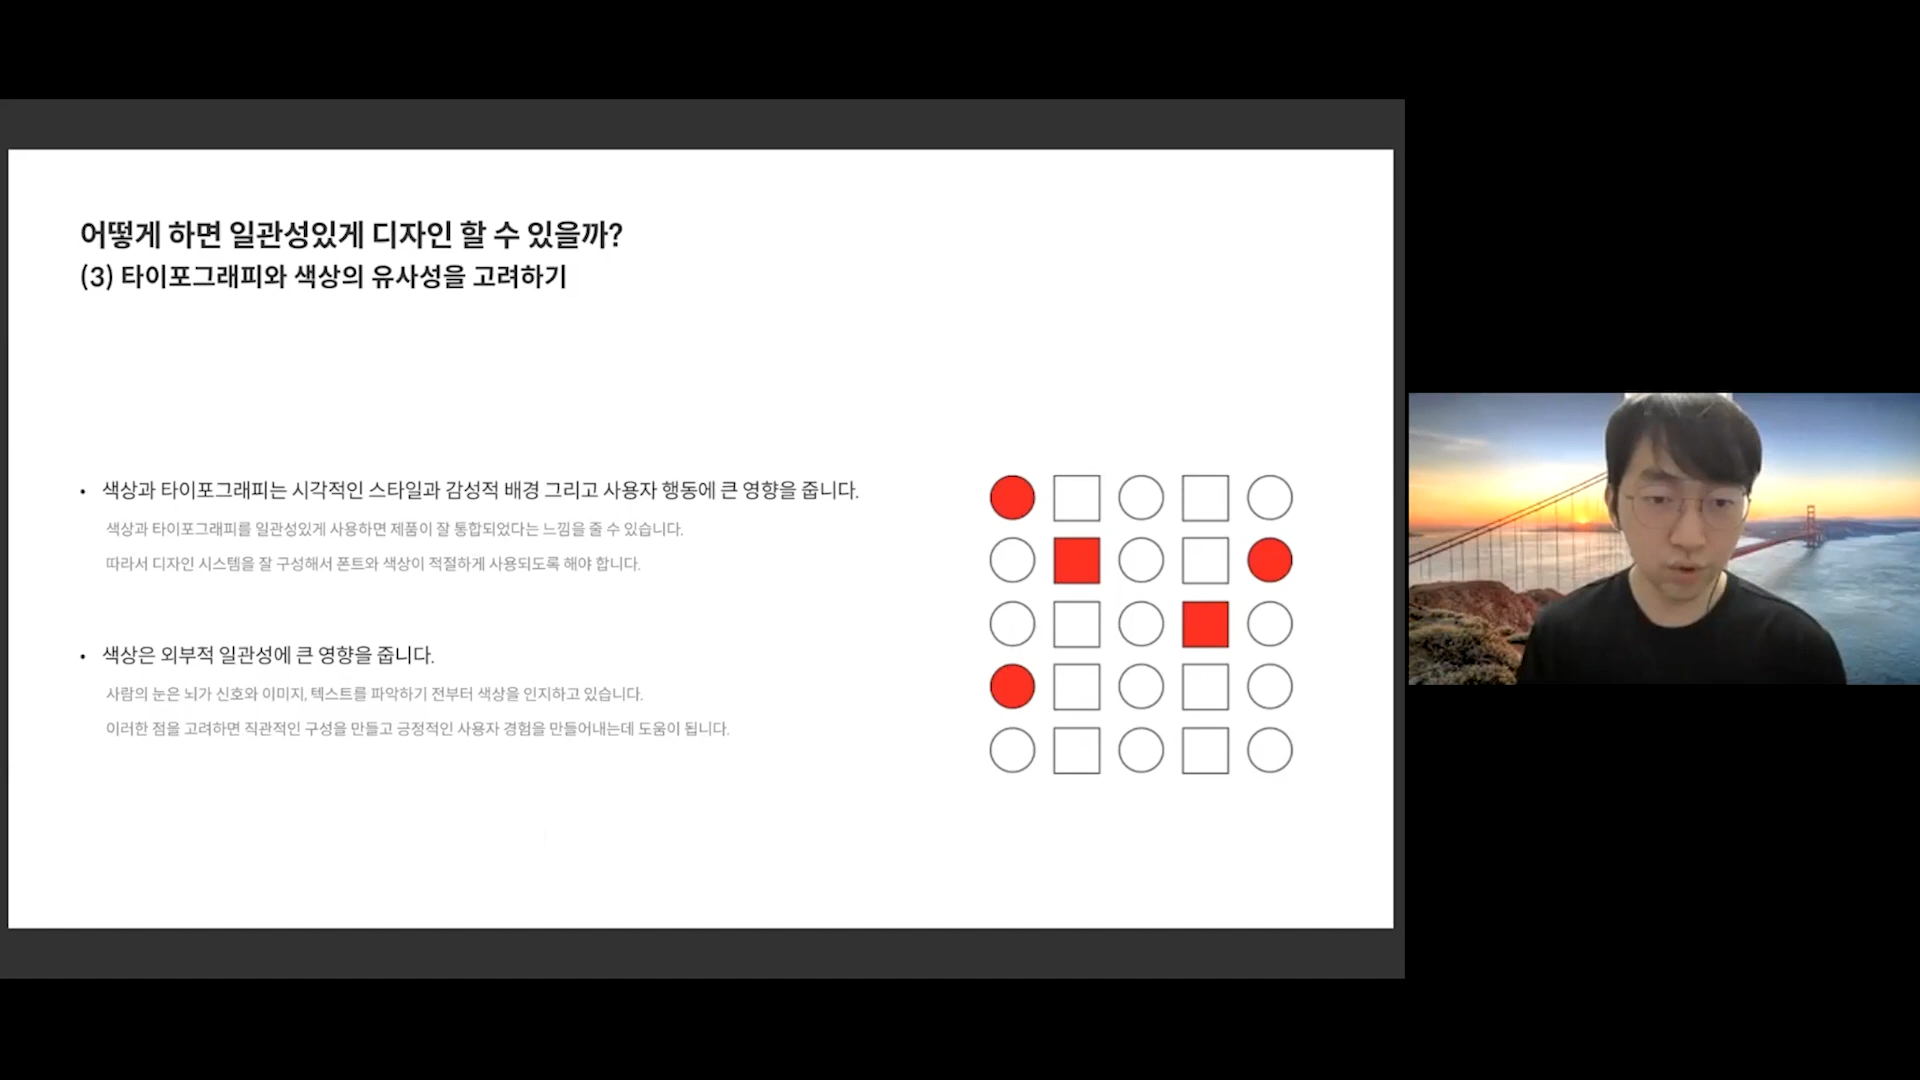 어떻게 하면 일관성있게 디자인 할 수 있을까?
(3) 타이포그래피와 색상의 유사성을 고려하기
• 색상과 타이포그래피는 시각적인 스타일과 감성적 배경 그리고 사용자 행동에 큰 영향을 줍니다.
색상과 타이포그래피를 일관성있게 사용하면 제품이 잘 통합되었다는 느낌을 줄 수 있습니다.
따라서 디자인 시스템을 잘 구성해서 폰트와 색상이 적절하게 사용되도록 해야 합니다.
• 색상은 외부적 일관성에 큰 영향을 줍니다.
사람의 눈은 뇌가 신호와 이미지, 텍스트를 파악하기 전부터 색상을 인지하고 있습니다.
이러한 점을 고려하면 직관적인 구성을 만들고 긍정적인 사용자 경험을 만들어내는데 도움이 됩니다.